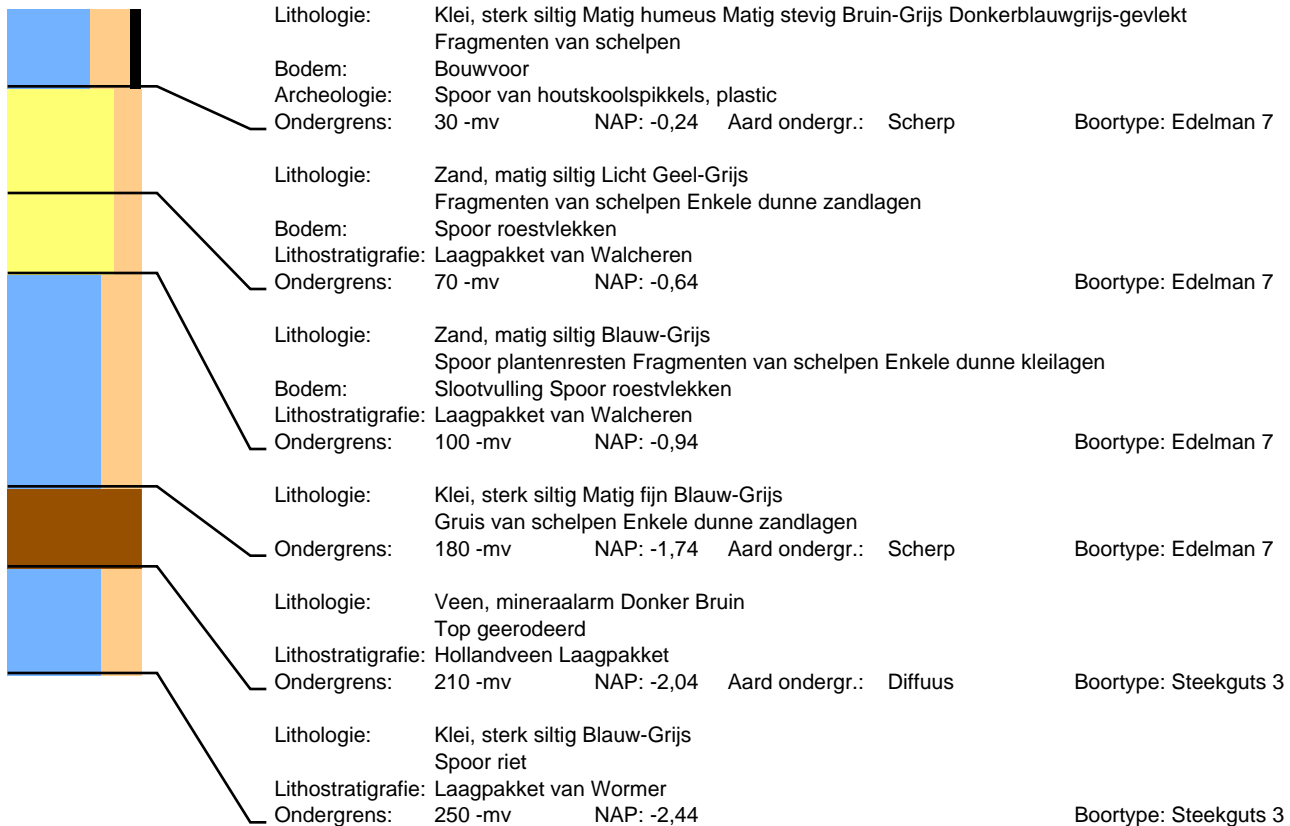 Lithologie: Klei, sterk siltig Matig humeus Matig stevig Bruin-Grijs Donkerblauwgrijs-gevlekt
Fragmenten van schelpen
Bodem: Bouwvoor
Archeologie: Spoor van houtskoolspikkels, plastic
Ondergrens: 30 -mv NAP: -0,24 Aard ondergr.: Scherp Boortype: Edelman 7
Lithologie: Zand, matig siltig Licht Geel-Grijs
Fragmenten van schelpen Enkele dunne zandlagen
Bodem: Spoor roestvlekken
Lithostratigrafie: Laagpakket van Walcheren
Ondergrens: 70 -mv NAP: -0,64 Boortype: Edelman 7
Lithologie: Zand, matig siltig Blauw-Grijs
Spoor plantenresten Fragmenten van schelpen Enkele dunne kleilagen
Bodem: Slootvulling Spoor roestvlekken
Lithostratigrafie: Laagpakket van Walcheren
Ondergrens: 100 -mv NAP: -0,94 Boortype: Edelman 7
Lithologie: Klei, sterk siltig Matig fijn Blauw-Grijs
Gruis van schelpen Enkele dunne zandlagen
Ondergrens: 180 -mv NAP: -1,74 Aard ondergr.: Scherp Boortype: Edelman 7
Lithologie: Veen, mineraalarm Donker Bruin
Top geerodeerd
Lithostratigrafie: Hollandveen Laagpakket
Ondergrens: 210 -mv NAP: -2,04 Aard ondergr.: Diffuus Boortype: Steekguts 3
Lithologie: Klei, sterk siltig Blauw-Grijs
Spoor riet
Lithostratigrafie: Laagpakket van Wormer
Ondergrens: 250 -mv NAP: -2,44 Boortype: Steekguts 3